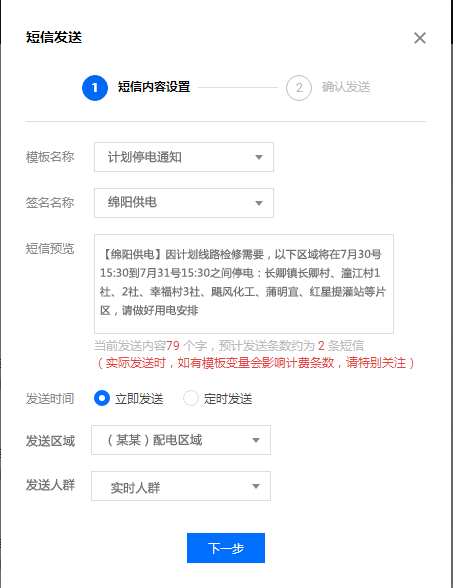 短信发送
1 短信内容设置 2 确认发送
模板名称 计划停电通知
签名名称 绵阳供电
短信预览
【绵阳供电】因计划线路检修需要，以下区域将在7月30号
15:30到7月31号15:30之间停电：长卿镇长卿村、潼江村1
社、2社、幸福村3社、飓风化工、蒲明宣、红星提灌站等片
区，请做好用电安排
当前发送内容79 个字，预计发送条数约为 2 条短信
（实际发送时，如有模板变量会影响计费条数，请特别关注）
发送时间 立即发送 定时发送
发送区域 （某某）配电区域
发送人群 实时人群
下一步